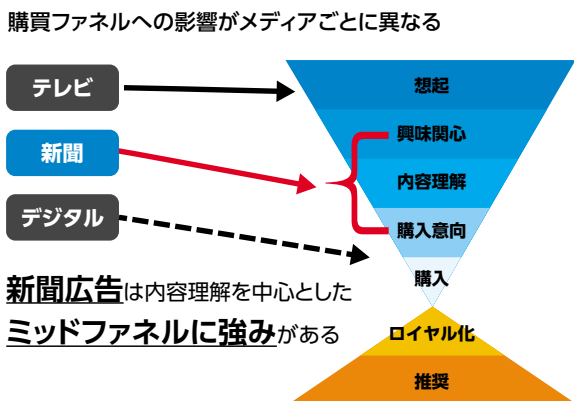 購買ファネルへの影響がメディアごとに異なる
テレビ
新聞
デジタル
想起
興味関心
内容理解
購入意向
購入
ロイヤル化
推奨
新聞広告は内容理解を中心とした
ミッドファネルに強みがある